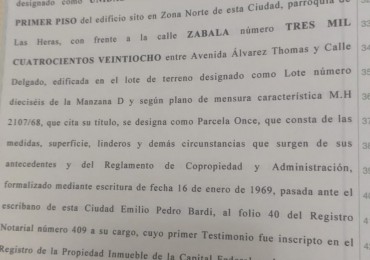 designado como
PRIMER PISO del edificio sito en Zona Norte de esta Ciudad, parroquia de
Las Heras, con frente a la calle ZABALA número TRES MIL
CUATROCIENTOS VEINTIOCHO entre Avenida Álvarez Thomas y Calle
Delgado, edificada en el lote de terreno designado como Lote número
dieciséis de la Manzana D y según plano de mensura característica M.H
2107/68, que cita su título, se designa como Parcela Once, que consta de las
medidas, superficie, linderos y demás circunstancias que surgen de sus
antecedentes y del Reglamento de Copropiedad y Administración,
formalizado mediante escritura de fecha 16 de enero de 1969, pasada ante el
escribano de esta Ciudad Emilio Pedro Bardi, al folio 40 del Registro
Notarial número 409 a su cargo, cuyo primer Testimonio fue inscripto en el
Registro de la Propiedad Inmueble de la Capital Federal